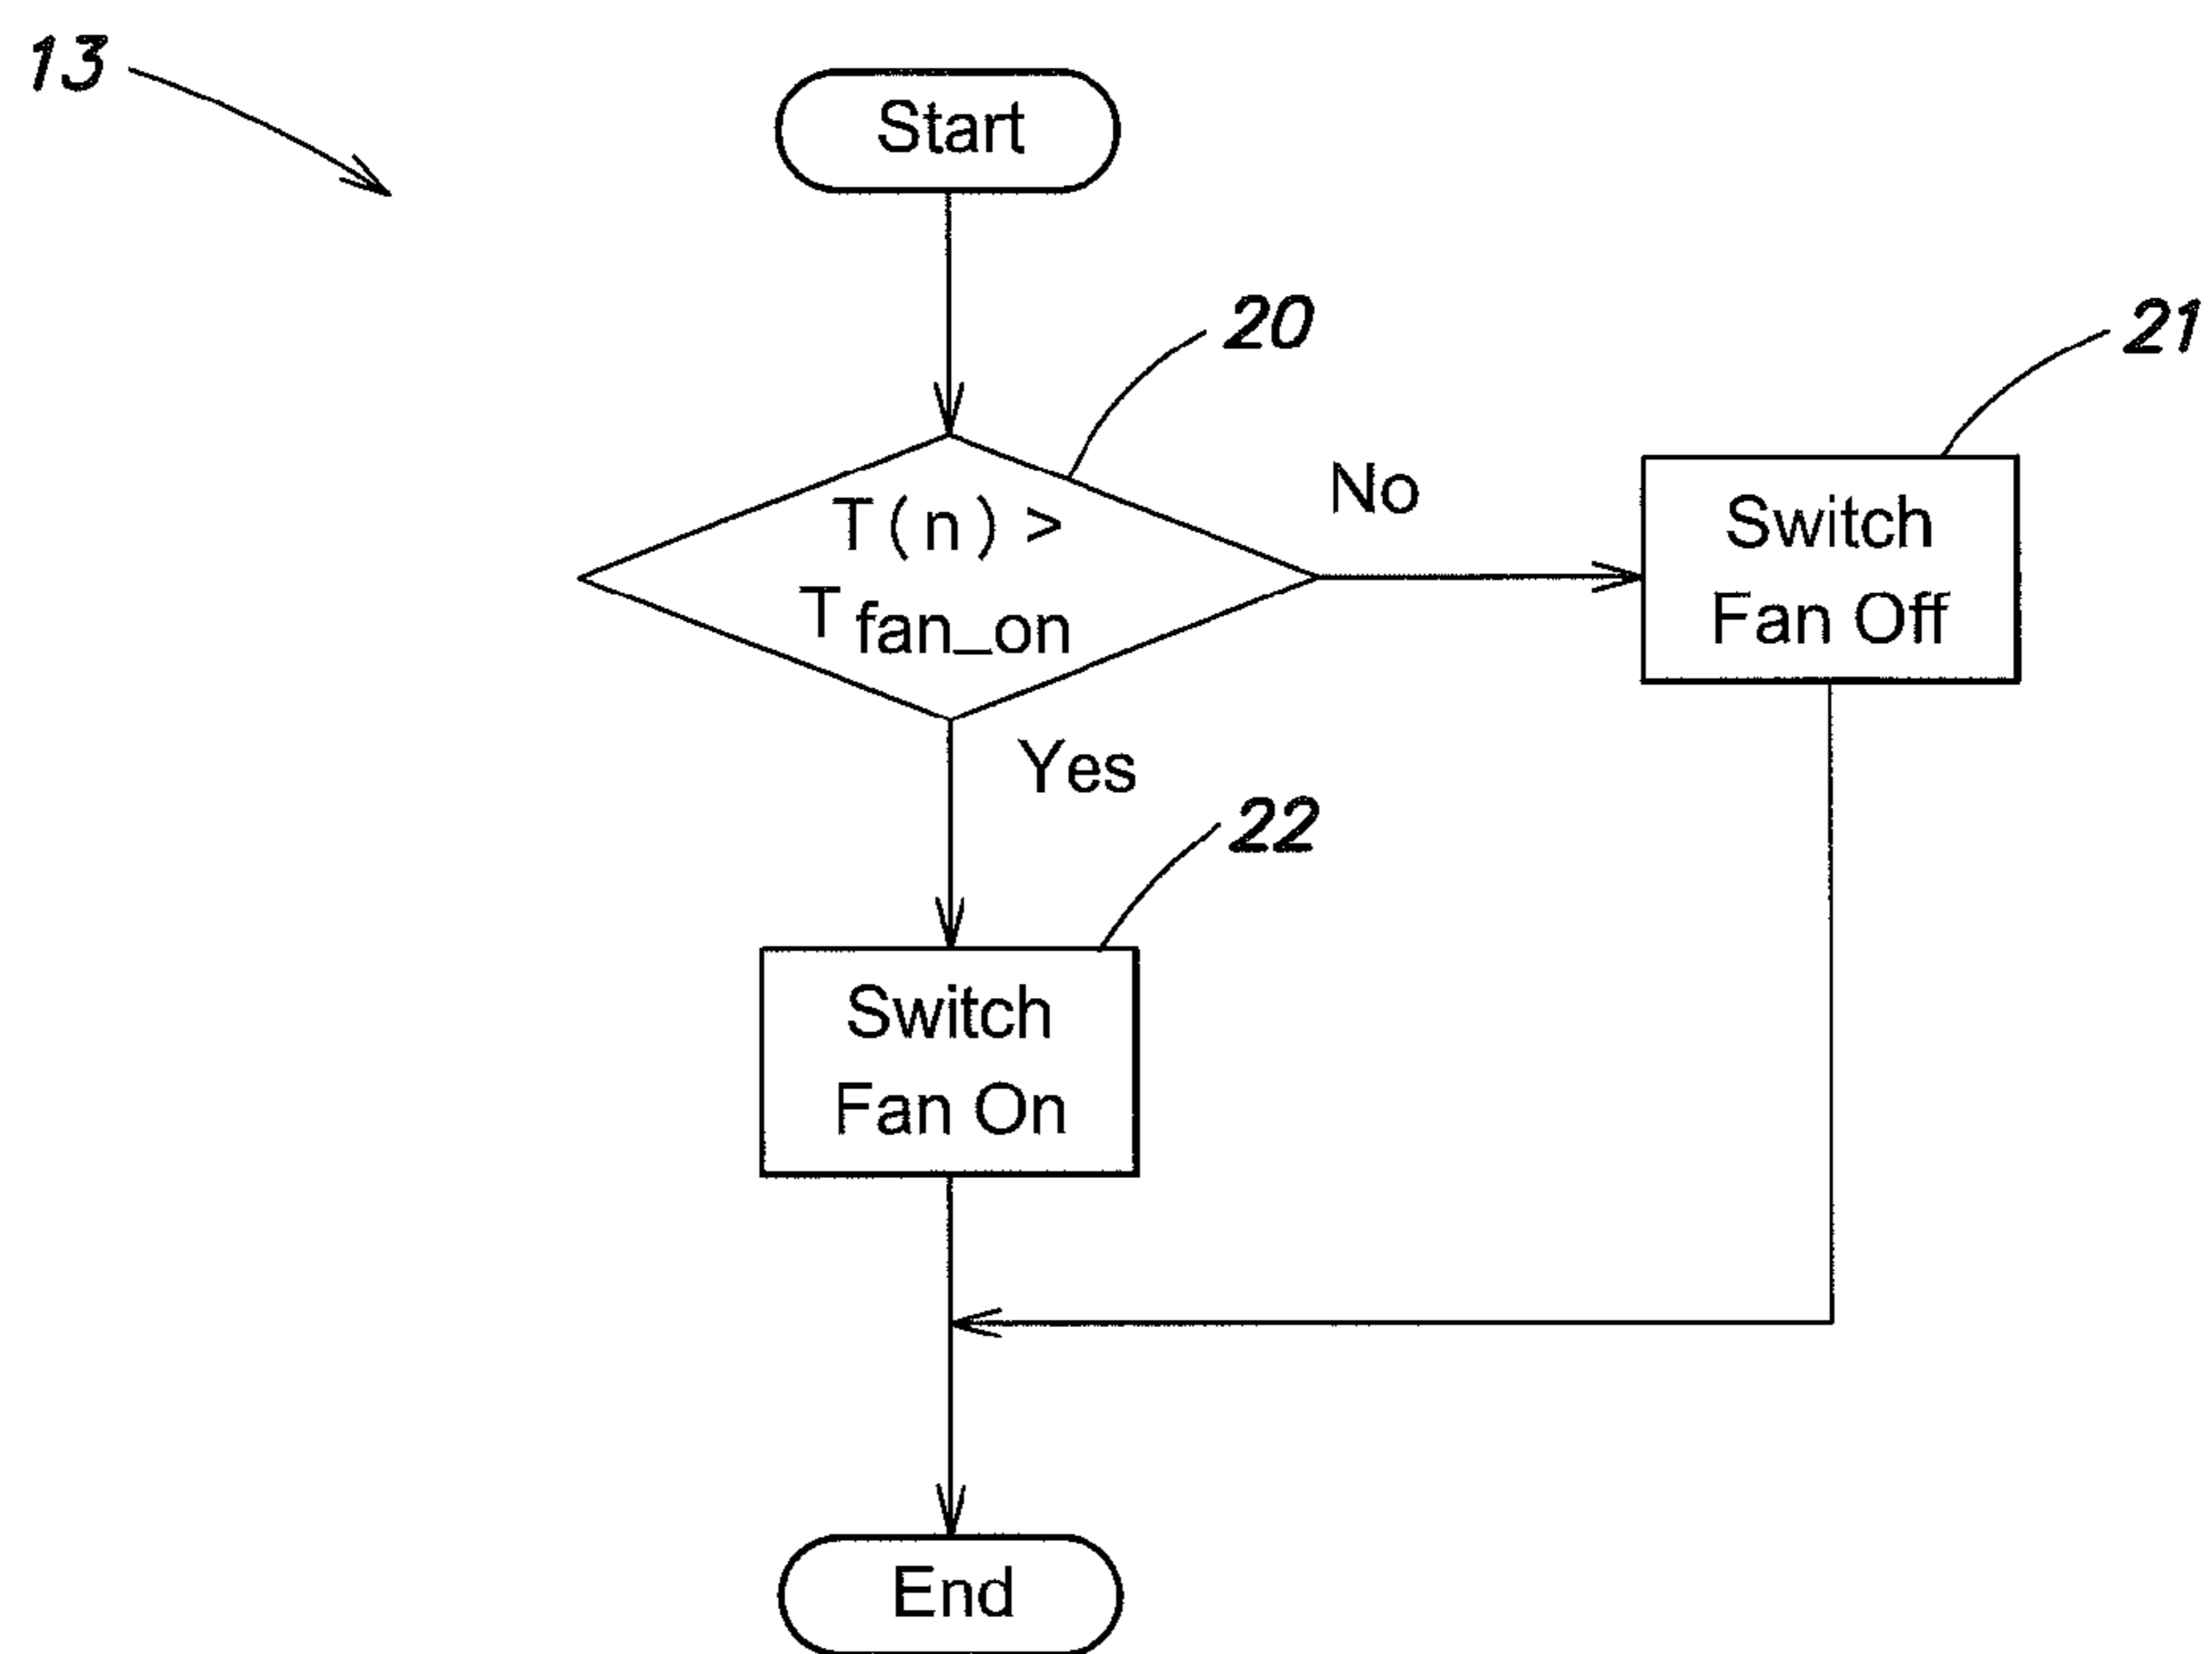 13
Start
20
21
T(n) >
T fan_on
No
Switch
Fan Off
Yes
22
Switch
Fan On
End